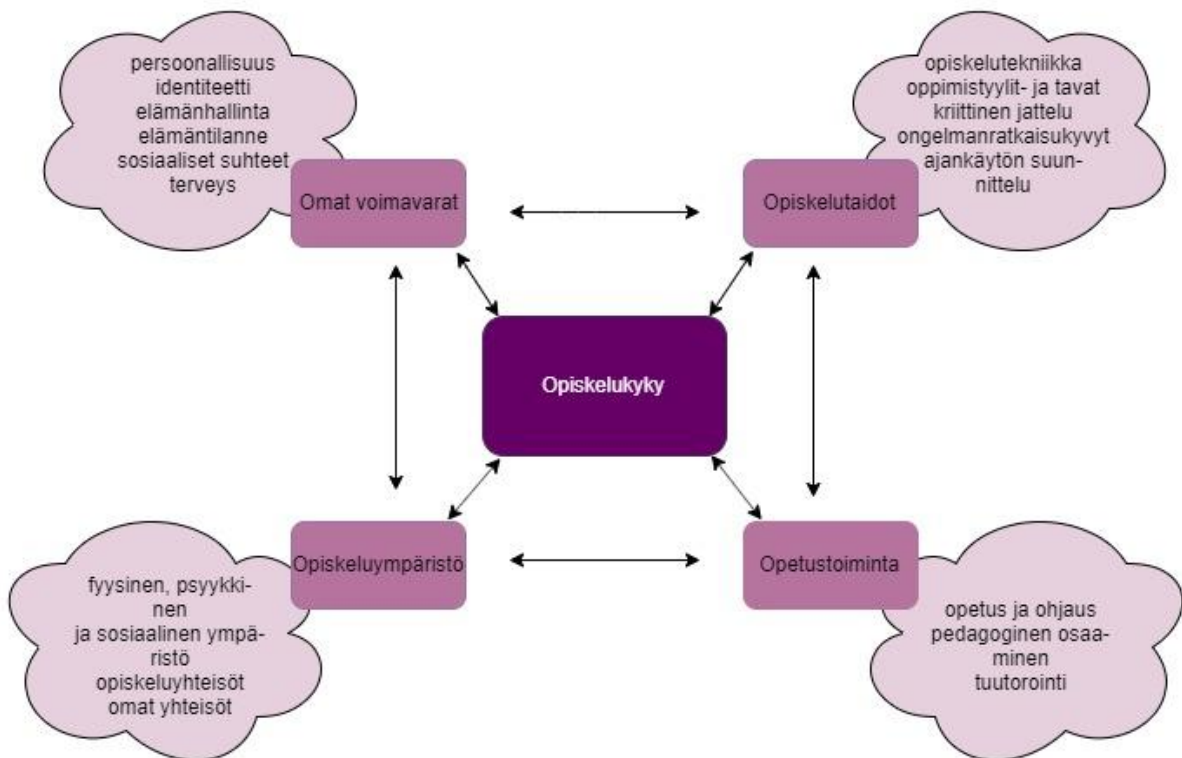 persoonallisuus
identiteetti
elämänhallinta
elämäntilanne
sosiaaliset suhteet
terveys
Omat voimavarat
opiskelutekniikka
oppimistyylit- ja tavat
kriittinen jattelu
ongelmanratkaisukyvyt
ajankäytön suun-
nittelu
Opiskelutaidot
Opiskelukyky
Opiskeluympäristö
fyysinen, psyykki-
nen
ja sosiaalinen ympä-
ristö
opiskeluyhteisöt
omat yhteisöt
Opetustoiminta
opetus ja ohjaus
pedagoginen osaa-
minen
tuutorointi